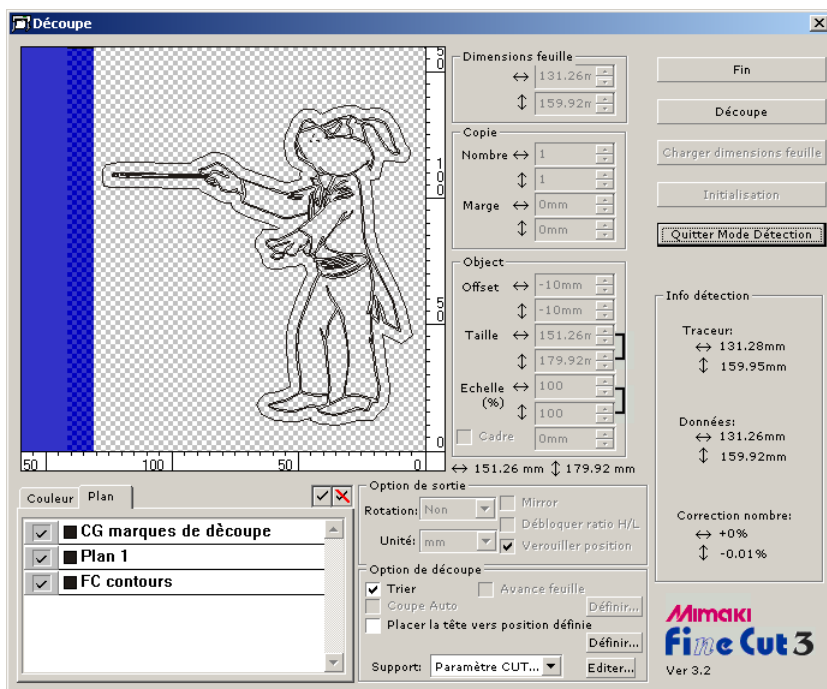 Découpe
Dimensions feuille
131.26m
159.92m
Copie
Nombre 1
1
Marge 0mm
0mm
Object
Offset -10mm
-10mm
Taille 151.26m
179.92m
Echelle 100
(%)
100
Cadre 0mm
151.26 mm 179.92 mm
Fin
Découpe
Charger dimensions feuille
Initialisation
Quitter Mode Détection
Info détection
Traceur:
131.28mm
159.95mm
Données:
131.26mm
159.92mm
Correction nombre:
+0%
-0.01%
50
100
50
0
50
100
50
0
Couleur Plan
CG marques de dècoupe
Plan 1
FC contours
Option de sortie
Rotation: Non
Mirror
Débloquer ratio H/L
Unité: mm
Verouiller position
Option de découpe
Trier
Avance feuille
Coupe Auto
Définir...
Placer la tête vers position définie
Définir...
Support: Paramètre CUT...
Editer...
Mimaki
Fine Cut 3
Ver 3.2